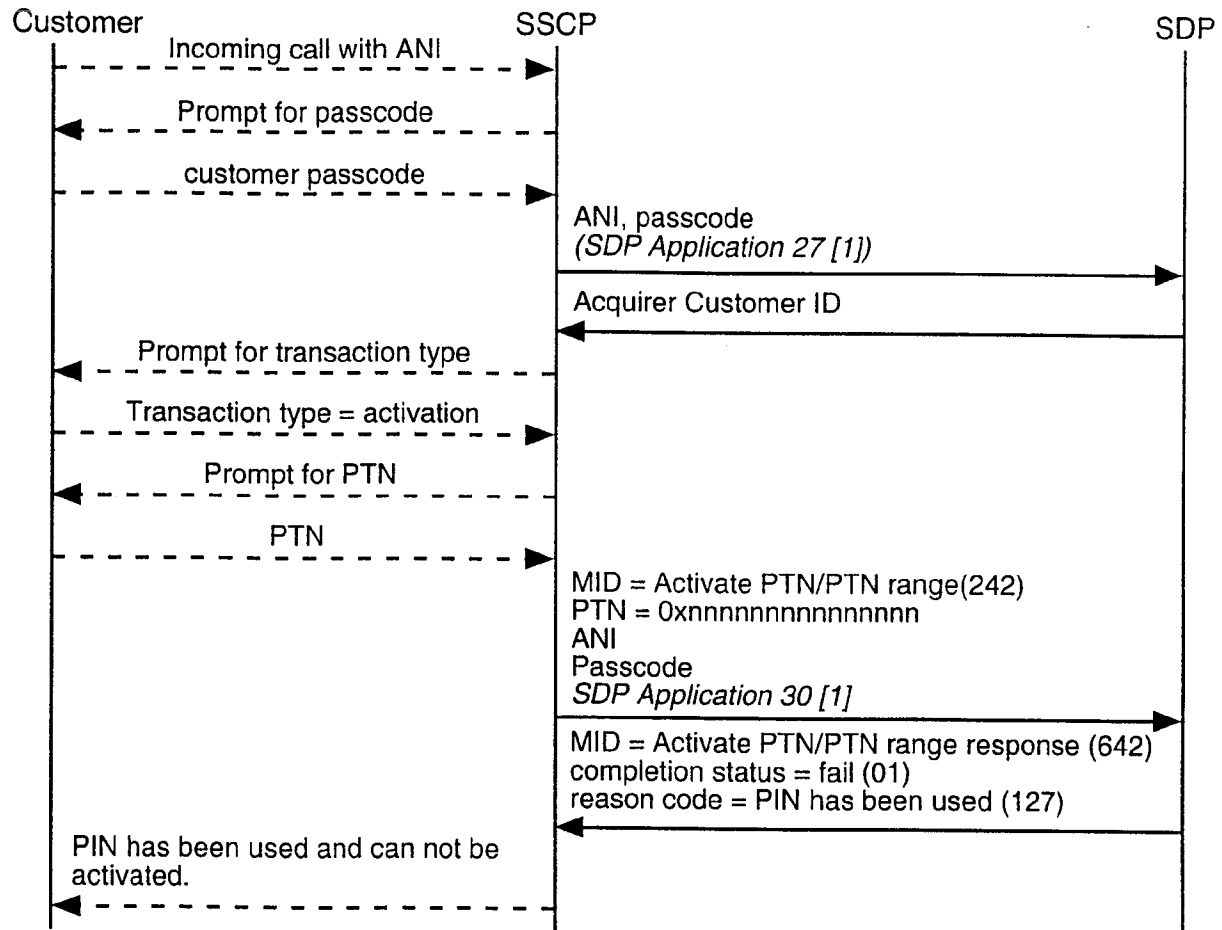 Customer
SSCP
SDP
Incoming call with ANI
Prompt for passcode
customer passcode
ANI, passcode
(SDP Application 27 [1])
Acquirer Customer ID
Prompt for transaction type
Transaction type = activation
Prompt for PTN
PTN
MID = Activate PTN/PTN range(242)
PTN = 0xnnnnnnnnnnnnnnnn
ANI
Passcode
SDP Application 30 [1]
MID = Activate PTN/PTN range response (642)
completion status = fail (01)
reason code = PIN has been used (127)
PIN has been used and can not be
activated.